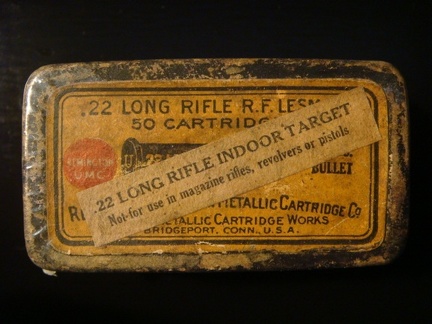 .22 LONG RIFLE R.F. LESM
50 CARTRIDG
REMINGTON
UMC
.22 LONG RIFLE INDOOR TARGET
Not for use in magazine rifles, revolvers or pistols
BULLET
METALLIC CARTRIDGE Co
METALLIC CARTRIDGE WORKS
BRIDGEPORT, CONN., U.S.A.